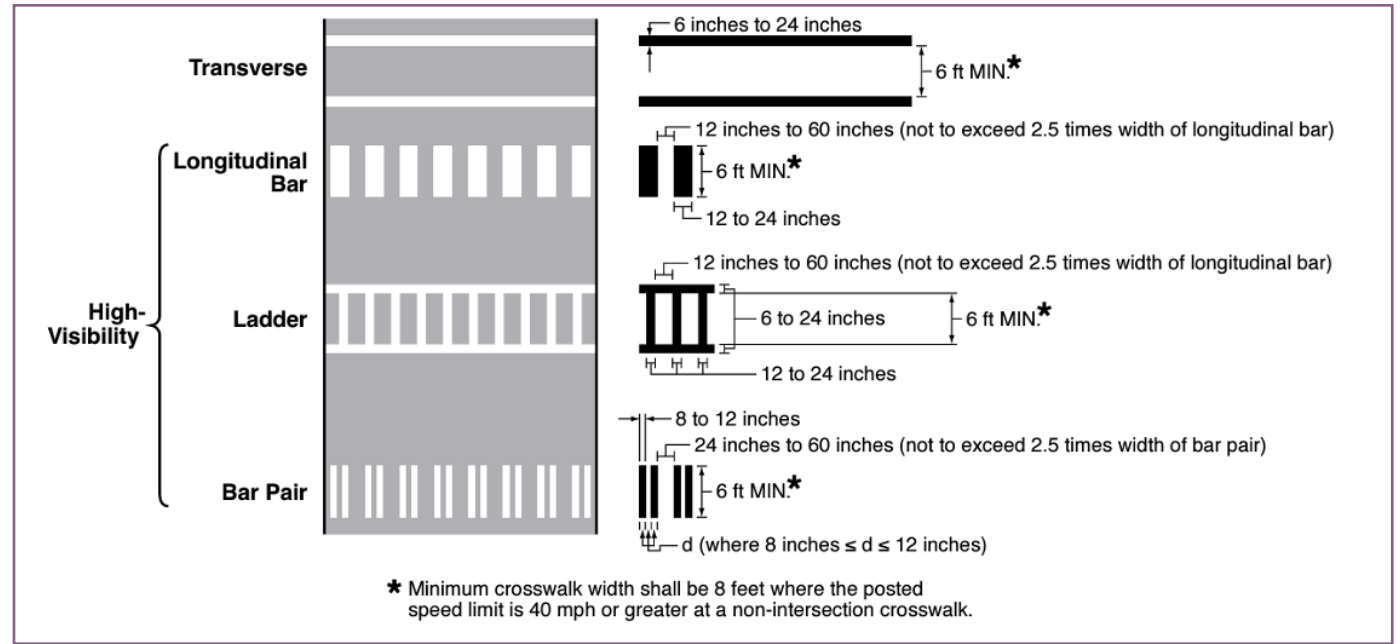 6 inches to 24 inches
Transverse
6 ft MIN.*
12 inches to 60 inches (not to exceed 2.5 times width of longitudinal bar)
Longitudinal
Bar
6 ft MIN.*
12 to 24 inches
12 inches to 60 inches (not to exceed 2.5 times width of longitudinal bar)
High-
Visibility
Ladder
6 to 24 inches
6 ft MIN.*
12 to 24 inches
8 to 12 inches
24 inches to 60 inches (not to exceed 2.5 times width of bar pair)
Bar Pair
6 ft MIN.*
d (where 8 inches ≤ d ≤ 12 inches)
* Minimum crosswalk width shall be 8 feet where the posted
speed limit is 40 mph or greater at a non-intersection crosswalk.